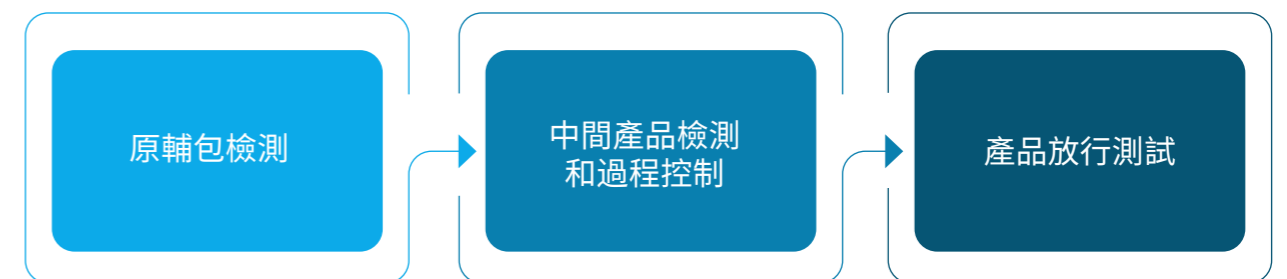 原輔包檢測
中間產品檢測
和過程控制
產品放行測試